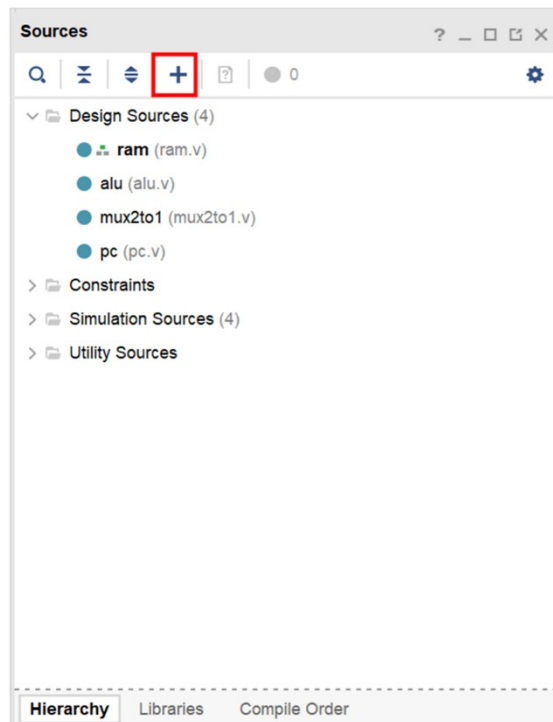 Sources
?
0
Design Sources (4)
ram (ram.v)
alu (alu.v)
mux2to1 (mux2to1.v)
pc (pc.v)
Constraints
Simulation Sources (4)
Utility Sources
Hierarchy Libraries Compile Order